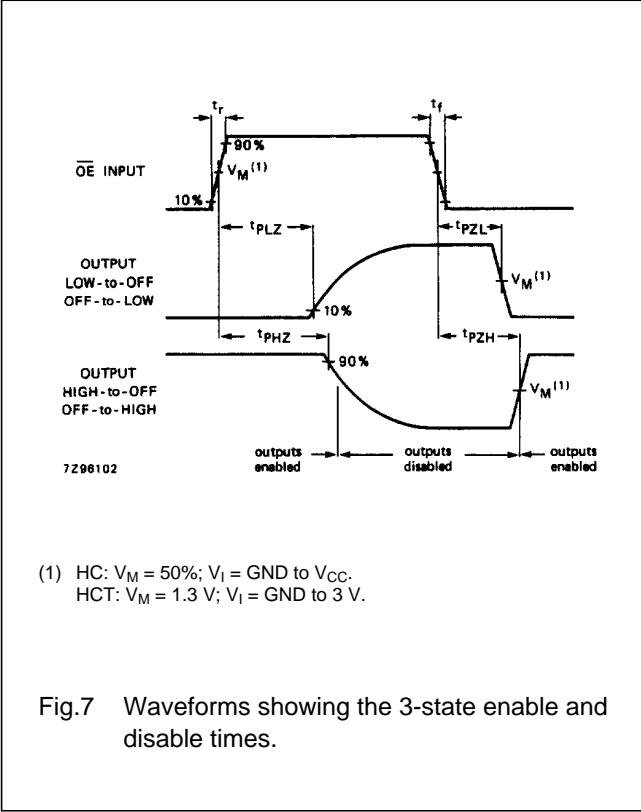 tr
tf
90%
OE INPUT
VM(1)
10%
tPLZ
tPZL
OUTPUT
LOW-to-OFF
OFF-to-LOW
VM(1)
10%
tPHZ
tPZH
90%
OUTPUT
HIGH-to-OFF
OFF-to-HIGH
VM(1)
outputs
enabled
outputs
disabled
outputs
enabled
7Z96102
(1) HC: VM = 50%; VI = GND to VCC.
HCT: VM = 1.3 V; VI = GND to 3 V.
Fig.7 Waveforms showing the 3-state enable and
disable times.